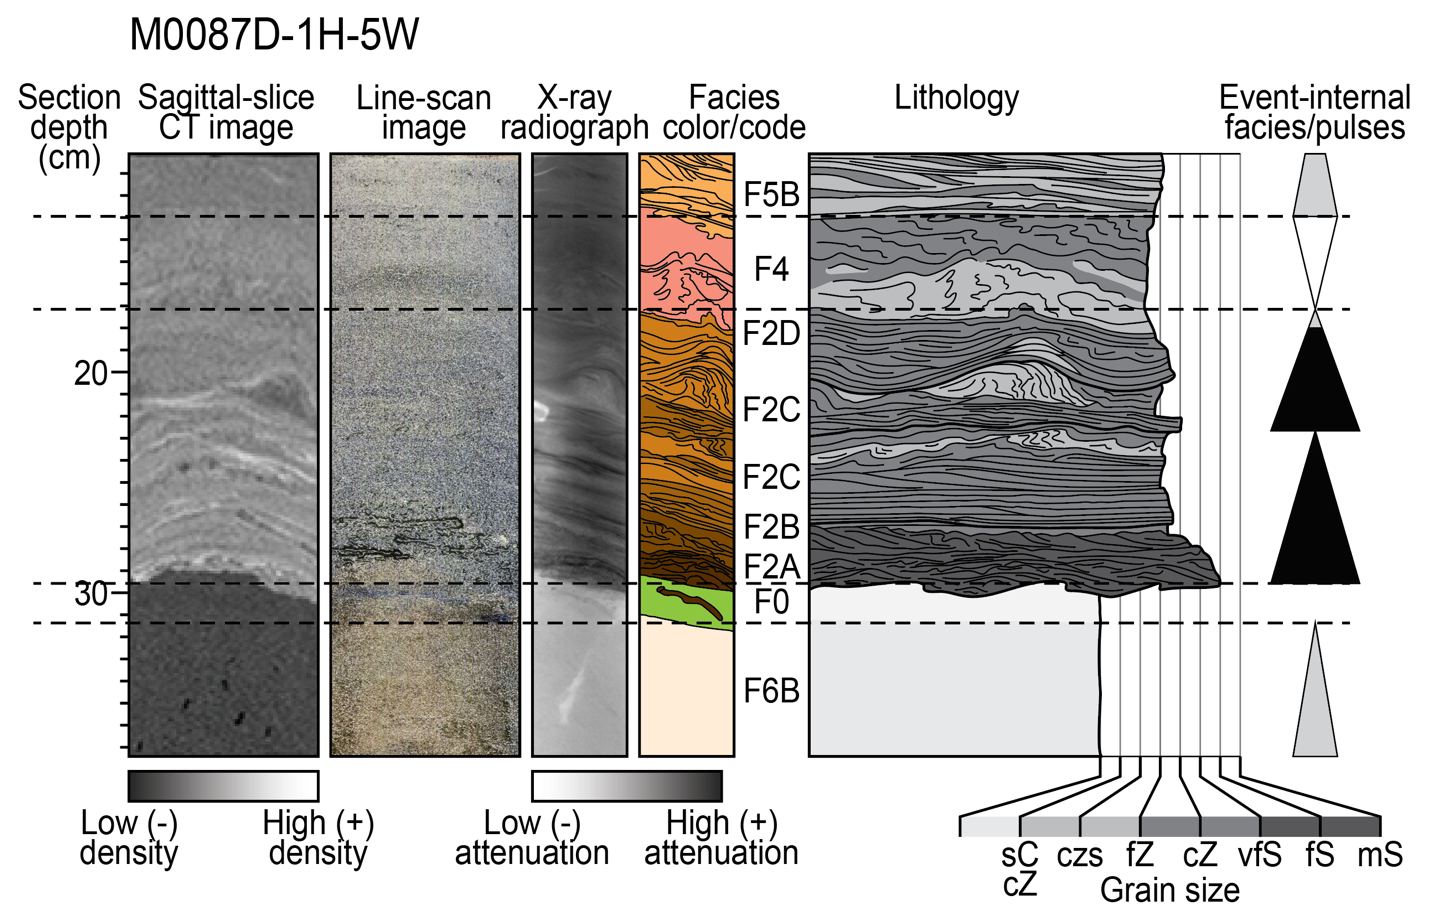 M0087D-1H-5W
Section depth (cm)
Sagittal-slice CT image
Line-scan image
X-ray radiograph
Facies color/code
Lithology
Event-internal facies/pulses
F5B
F4
F2D
20
F2C
F2C
F2B
F2A
30
F0
F6B
Low (-) density
High (+) density
Low (-) attenuation
High (+) attenuation
sC cZ
czs
fZ
cZ
vfS
fS
mS
Grain size